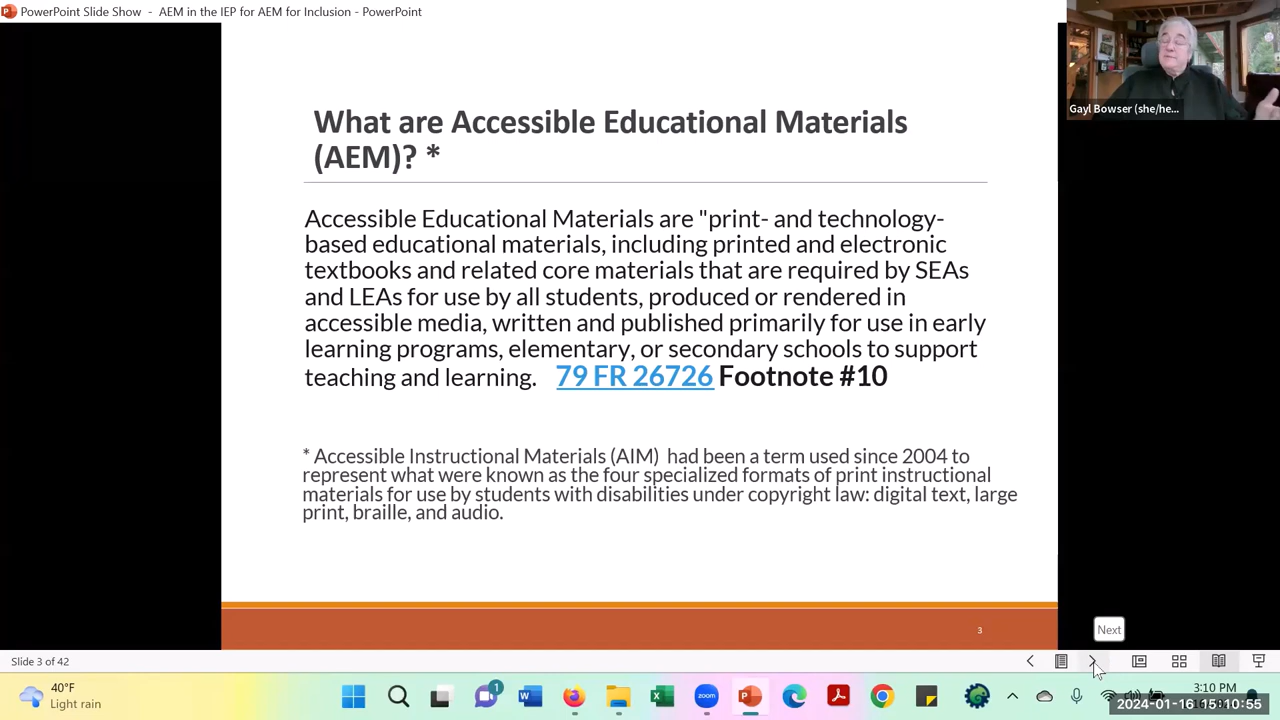 PowerPoint Slide Show - AEM in the IEP for AEM for Inclusion - PowerPoint
Gayl Bowser (she/he...
What are Accessible Educational Materials
(AEM)? *
Accessible Educational Materials are "print- and technology-
based educational materials, including printed and electronic
textbooks and related core materials that are required by SEAs
and LEAs for use by all students, produced or rendered in
accessible media, written and published primarily for use in early
learning programs, elementary, or secondary schools to support
teaching and learning. 79 FR 26726 Footnote #10
* Accessible Instructional Materials (AIM) had been a term used since 2004 to
represent what were known as the four specialized formats of print instructional
materials for use by students with disabilities under copyright law: digital text, large
print, braille, and audio.
3
Next
Slide 3 of 42
40°F
Light rain
1
zoom
3:10 PM
2024-01-16 15:10:55